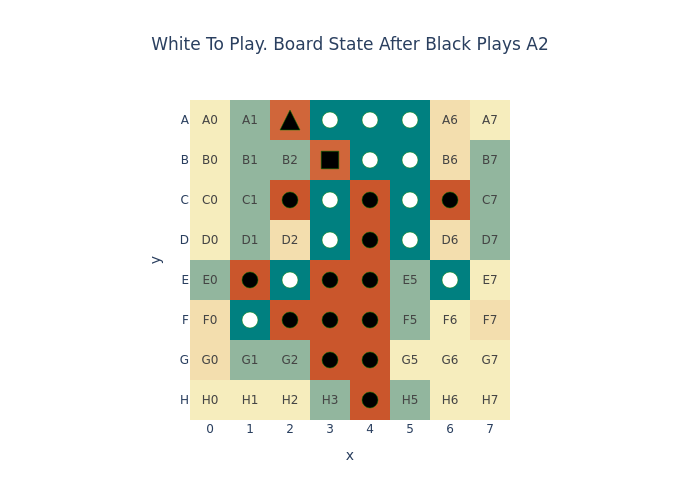 White To Play. Board State After Black Plays A2
A A0 A1 A6 A7
B B0 B1 B2 B6 B7
C C0 C1 C7
D D0 D1 D2 D6 D7
E E0 E5 E7
F F0 F5 F6 F7
G G0 G1 G2 G5 G6 G7
H H0 H1 H2 H3 H5 H6 H7
0 1 2 3 4 5 6 7
x
y